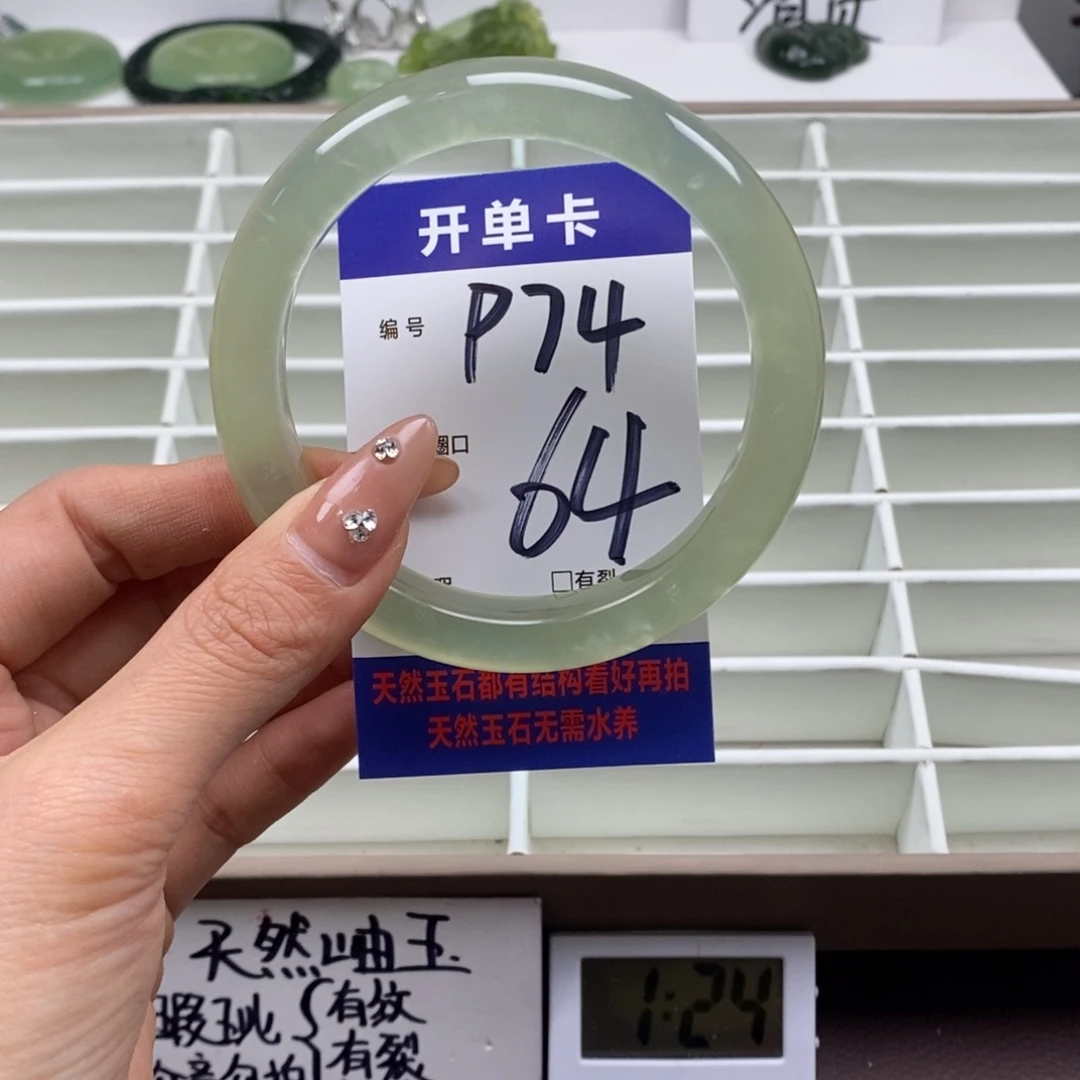 开单卡
编号 P74
圈口 64
□有裂
天然玉石都有结构看好再拍
天然玉石无需水养
天然岫玉
瑕玼 有纹
有裂
1:24